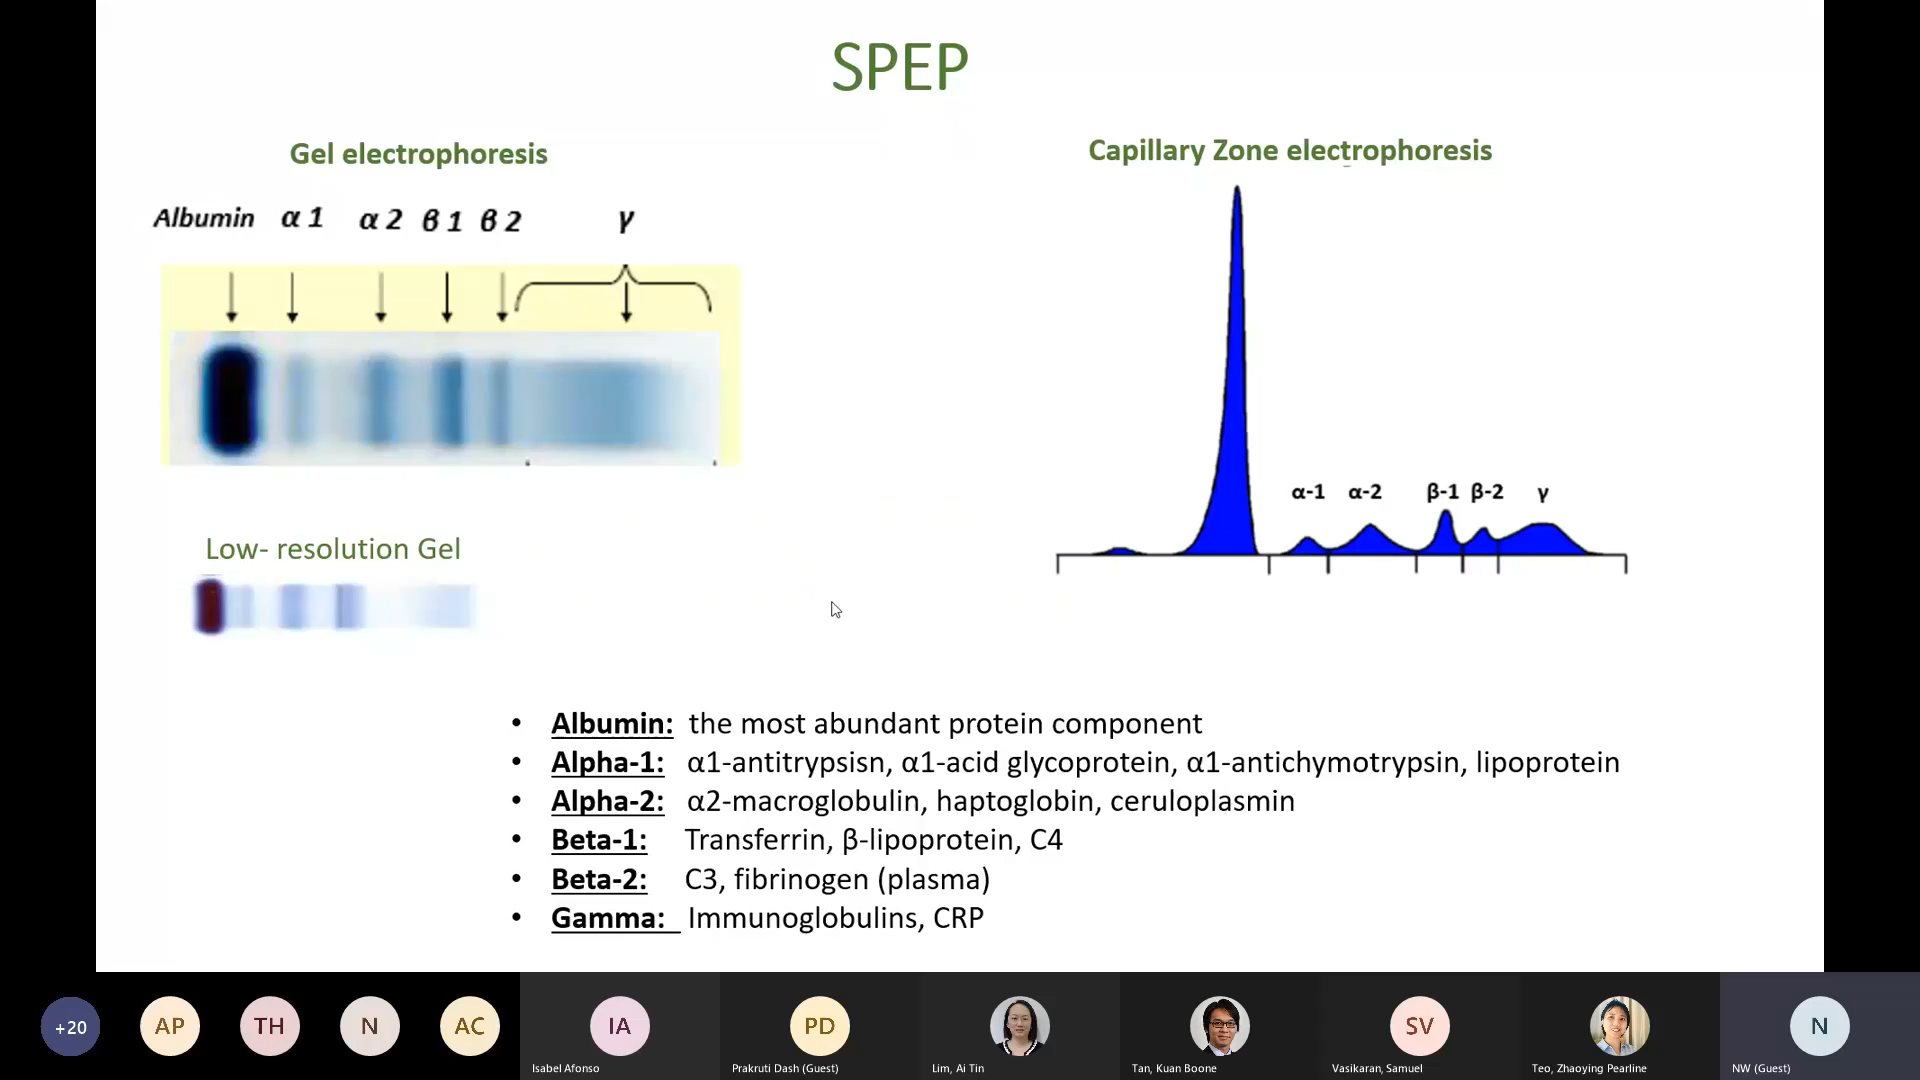 SPEP
Gel electrophoresis
Albumin α 1 α 2 β 1 β 2 γ
Low- resolution Gel
Capillary Zone electrophoresis
α-1 α-2 β-1 β-2 γ
• Albumin: the most abundant protein component
• Alpha-1: α1-antitrypsisn, α1-acid glycoprotein, α1-antichymotrypsin, lipoprotein
• Alpha-2: α2-macroglobulin, haptoglobin, ceruloplasmin
• Beta-1: Transferrin, β-lipoprotein, C4
• Beta-2: C3, fibrinogen (plasma)
• Gamma: Immunoglobulins, CRP
+20 AP TH N AC IA PD SV N
Isabel Afonso Prakruti Dash (Guest) Lim, Ai Tin Tan, Kuan Boone Vasikaran, Samuel Teo, Zhaoying Pearline NW (Guest)